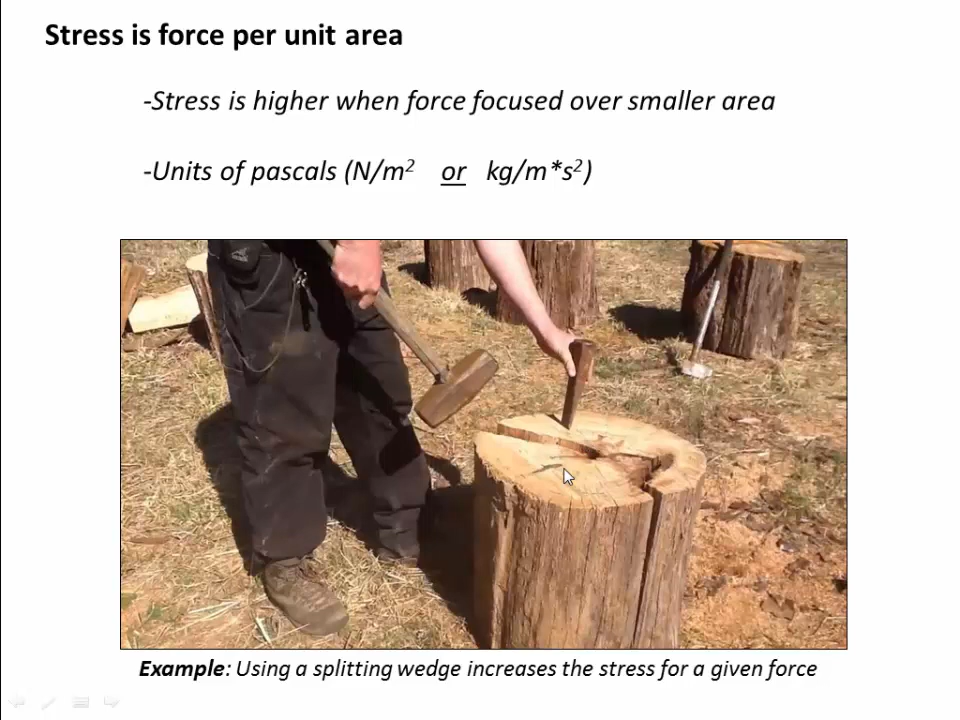 Stress is force per unit area
-Stress is higher when force focused over smaller area
-Units of pascals (N/m² or kg/m*s²)
Example: Using a splitting wedge increases the stress for a given force